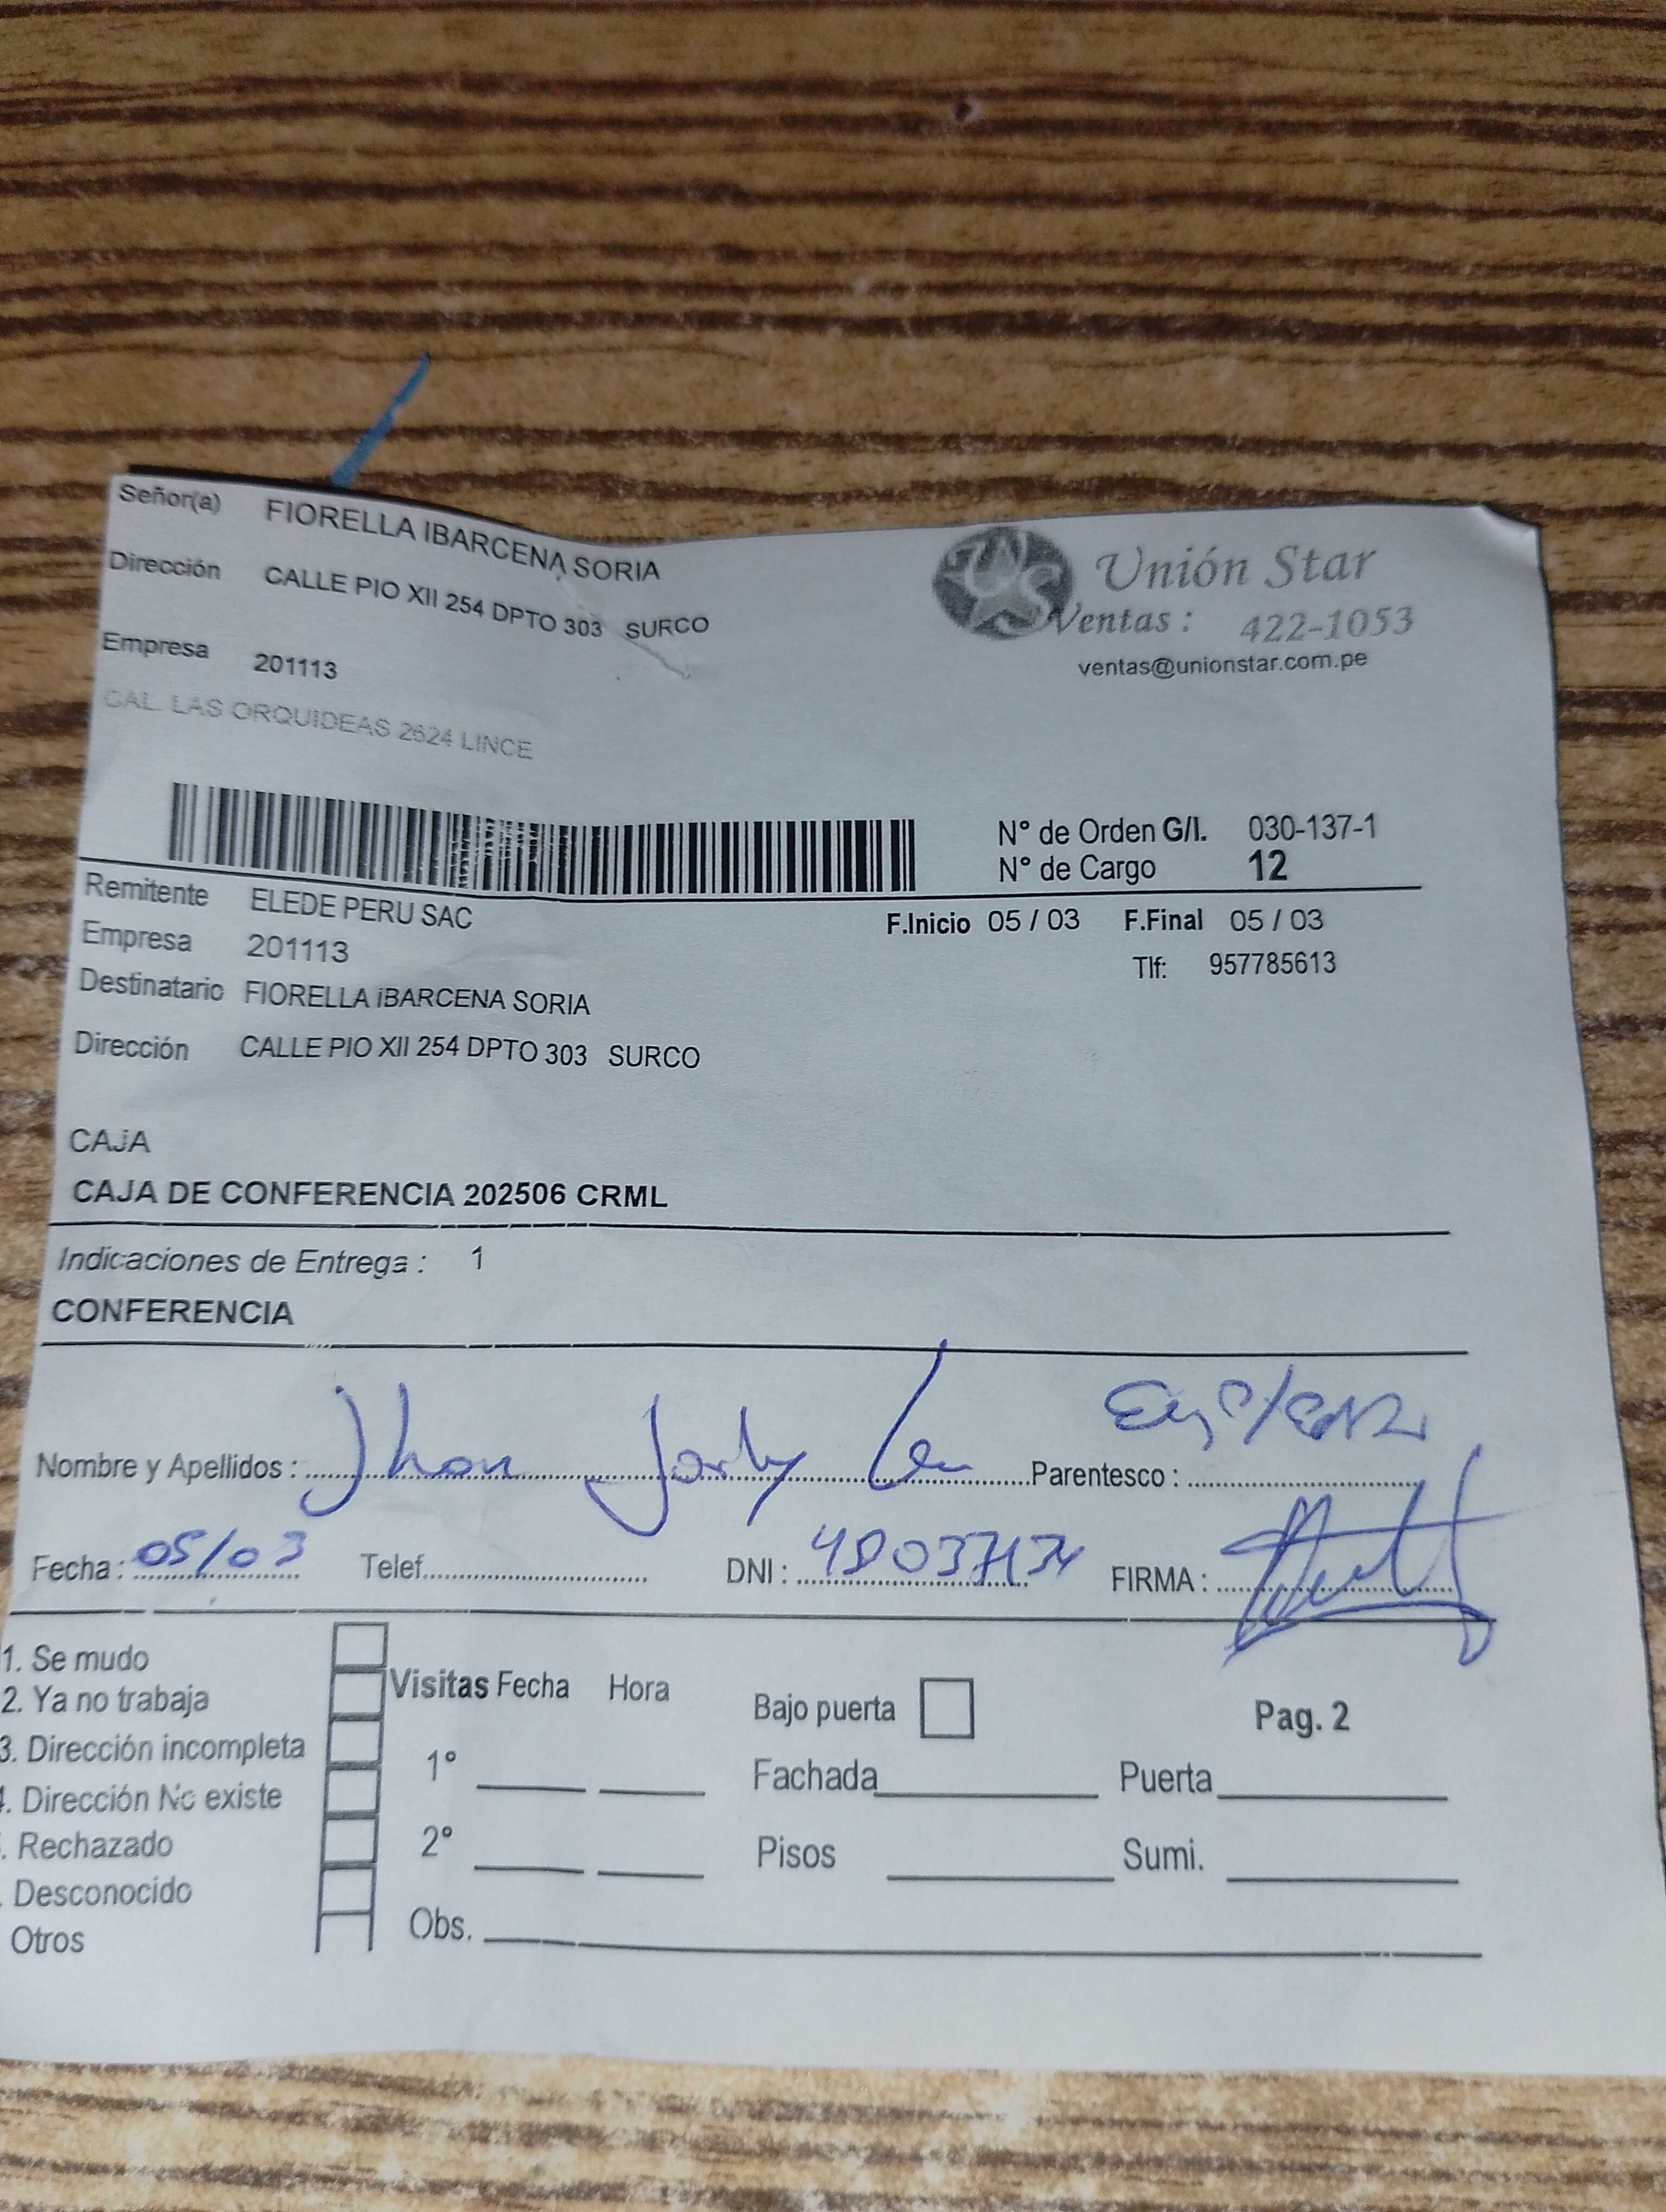 Señor(a) FIORELLA IBARCENA SORIA
Dirección CALLE PIO XII 254 DPTO 303 SURCO
Empresa 201113
CAL. LAS ORQUIDEAS 2624 LINCE
Unión Star
Ventas : 422-1053
ventas@unionstar.com.pe
N° de Orden G/I. 030-137-1
N° de Cargo 12
Remitente ELEDE PERU SAC
Empresa 201113
F.Inicio 05 / 03 F.Final 05 / 03
Tlf: 957785613
Destinatario FIORELLA IBARCENA SORIA
Dirección CALLE PIO XII 254 DPTO 303 SURCO
CAJA
CAJA DE CONFERENCIA 202506 CRML
Indicaciones de Entrega : 1
CONFERENCIA
Nombre y Apellidos : Jhon Parentesco :
Fecha : 05/03 Telef. DNI : FIRMA :
1. Se mudo
2. Ya no trabaja
3. Dirección incompleta
. Dirección No existe
. Rechazado
. Desconocido
Otros
Visitas Fecha Hora
1°
2°
Obs.
Bajo puerta
Pag. 2
Fachada Puerta
Pisos Sumi.